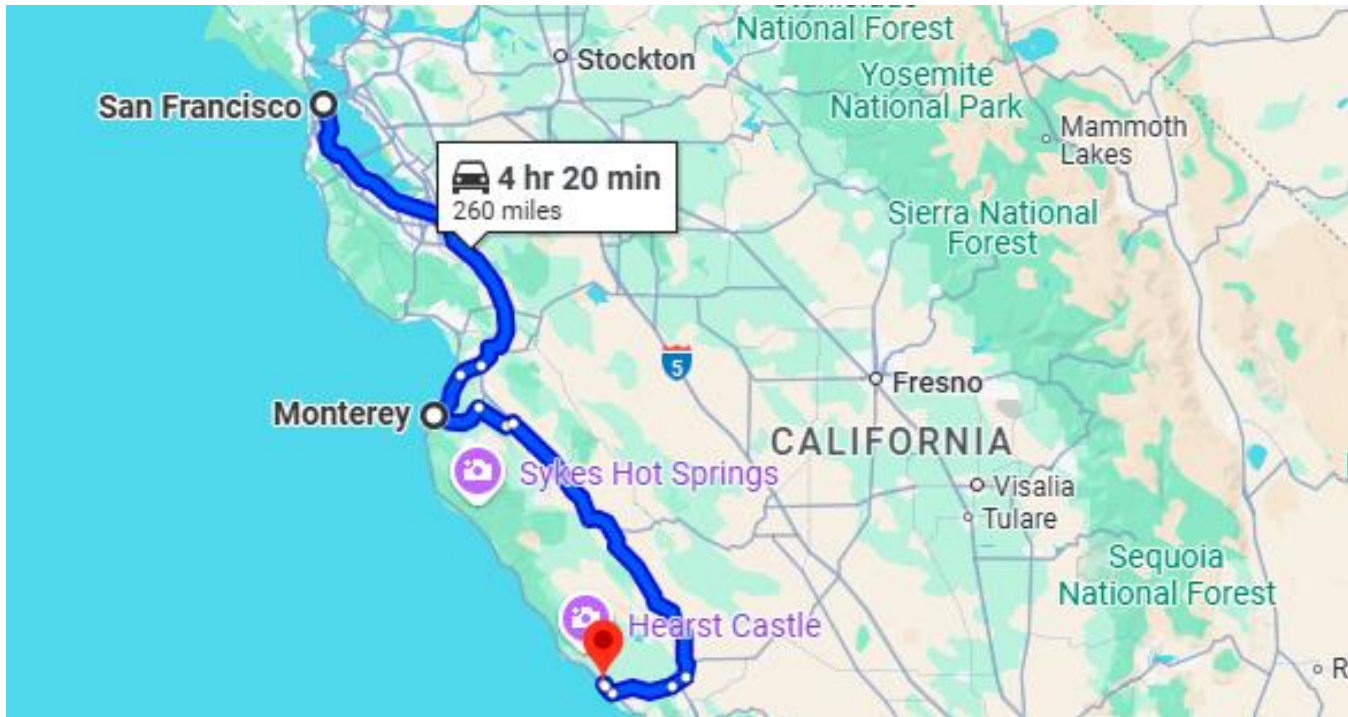 National Forest
Stockton
Yosemite
National Park
San Francisco
Mammoth
Lakes
4 hr 20 min
260 miles
Sierra National
Forest
5
Fresno
Monterey
CALIFORNIA
Sykes Hot Springs
Visalia
Tulare
Sequoia
National Forest
Hearst Castle
R